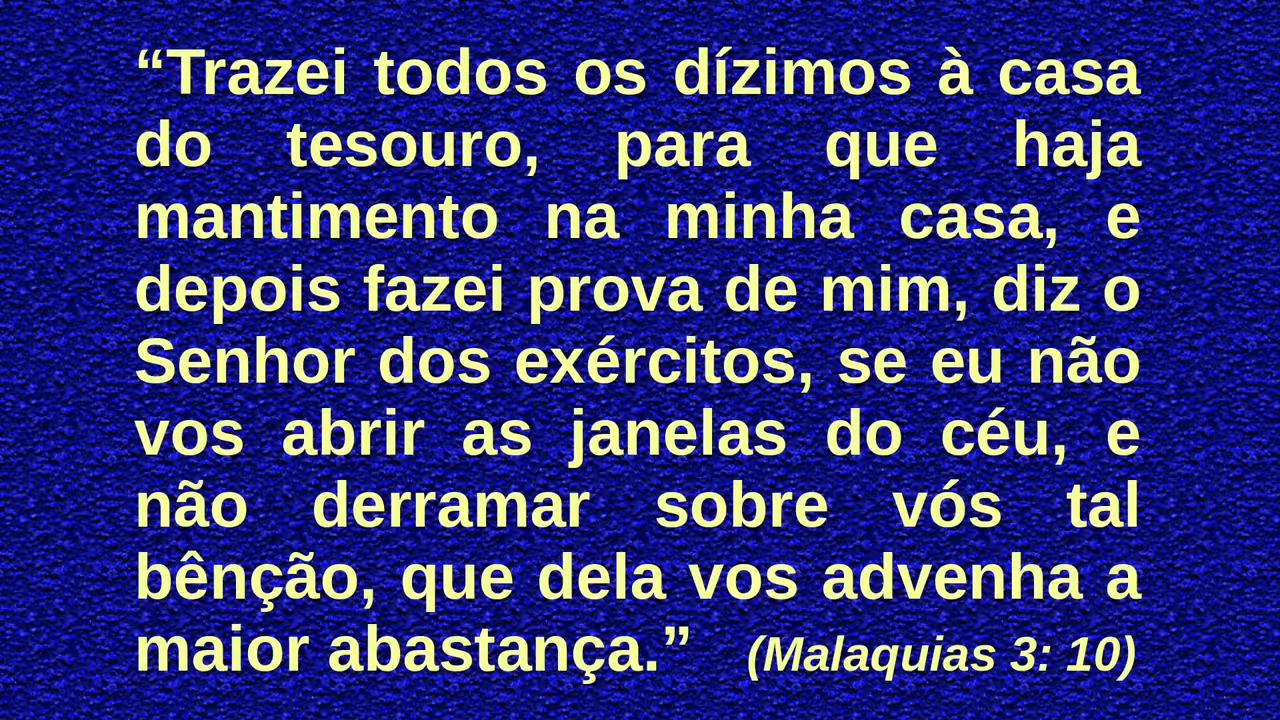 “Trazei todos os dízimos à casa
do tesouro, para que haja
mantimento na minha casa, e
depois fazei prova de mim, diz o
Senhor dos exércitos, se eu não
vos abrir as janelas do céu, e
não derramar sobre vós tal
bênção, que dela vos advenha a
maior abastança.” (Malaquias 3: 10)